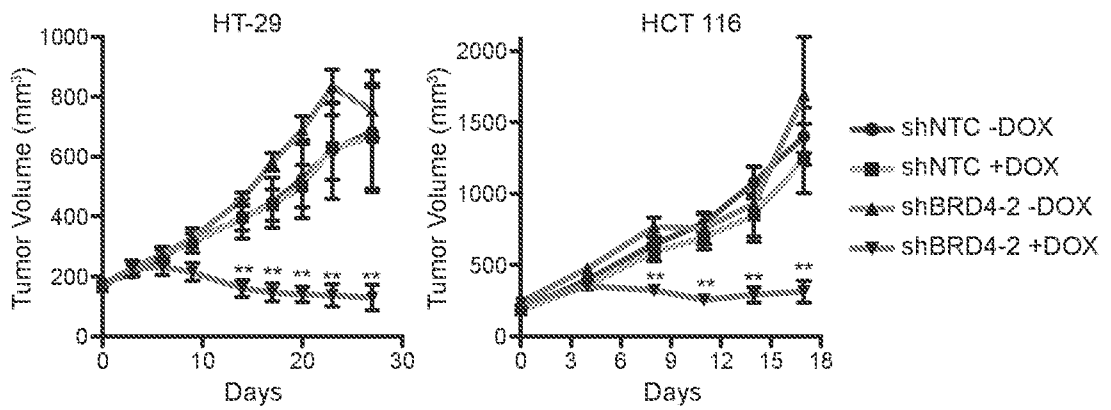 HT-29
HCT 116
1000
800
600
400
200
0
Tumor Volume (mm³)
** ** ** ** **
0 10 20 30
Days
2000
1500
1000
500
0
Tumor Volume (mm³)
** ** ** **
0 3 6 9 12 15 18
Days
shNTC -DOX
shNTC +DOX
shBRD4-2 -DOX
shBRD4-2 +DOX